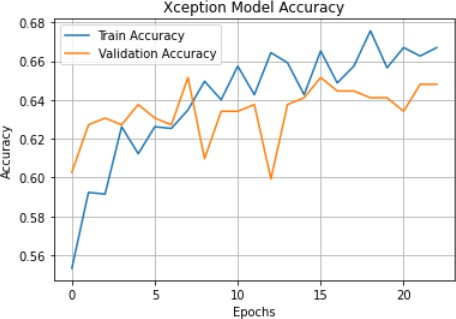 Xception Model Accuracy
Train Accuracy
Validation Accuracy
Accuracy
0.68
0.66
0.64
0.62
0.60
0.58
0.56
0 5 10 15 20
Epochs